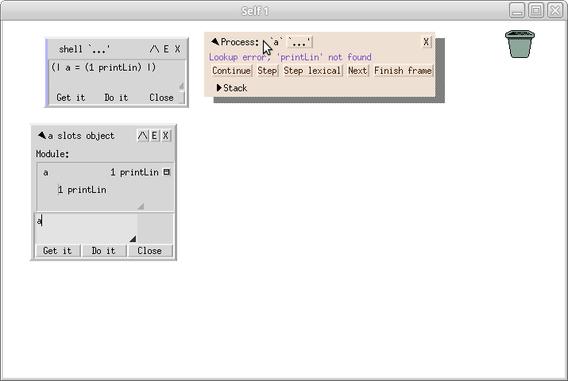 Self 1
shell `...' /\ E X
(| a = (1 printLin) |)
Get it Do it Close
Process: `a` `...' X
Lookup error, 'printLin' not found
Continue Step Step lexical Next Finish frame
Stack
a slots object /\ E X
Module:
a 1 printLin
1 printLin
a
Get it Do it Close